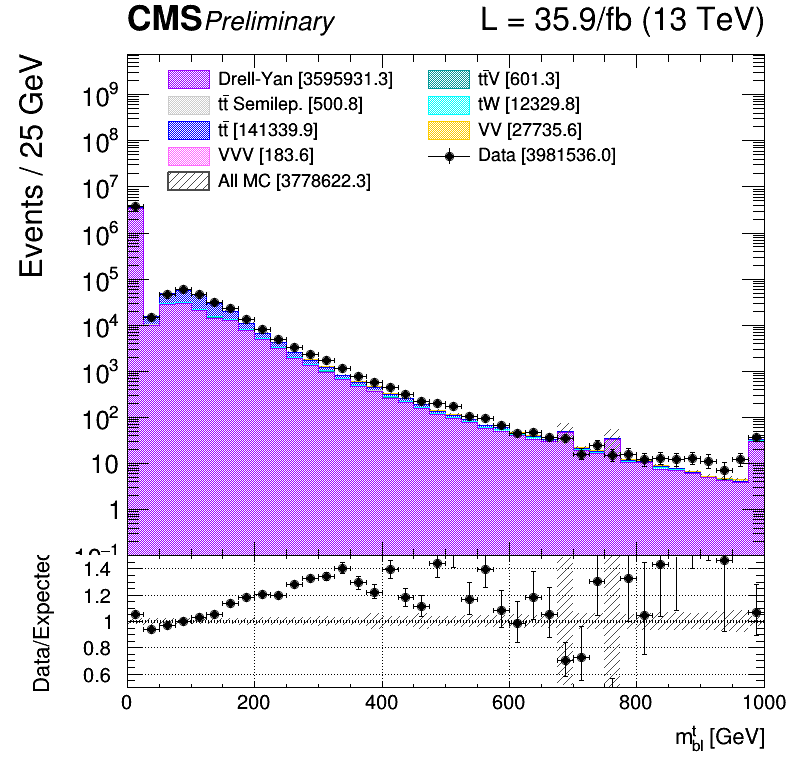 CMS Preliminary L = 35.9/fb (13 TeV)
Events / 25 GeV
Drell-Yan [3595931.3]
tt̄ Semilep. [500.8]
tt̄ [141339.9]
VVV [183.6]
All MC [3778622.3]
tt̄V [601.3]
tW [12329.8]
VV [27735.6]
Data [3981536.0]
10⁹
10⁸
10⁷
10⁶
10⁵
10⁴
10³
10²
10
1
10⁻¹
Data/Expected
1.4
1.2
1
0.8
0.6
0 200 400 600 800 1000
mᵗbl [GeV]